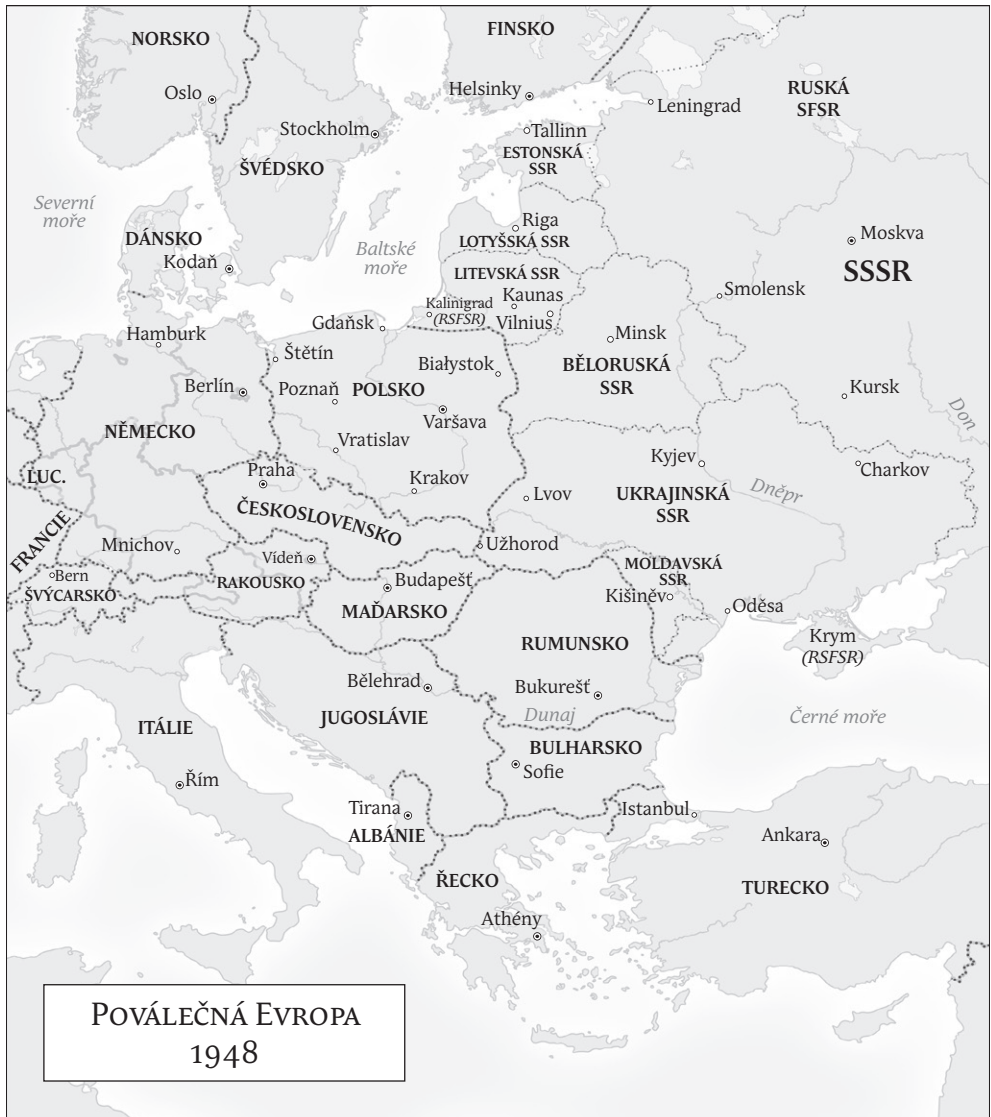 NORSKO
FINSKO
Oslo
Helsinky
RUSKÁ
SFSR
Leningrad
Stockholm
Tallinn
ESTONSKÁ
SSR
ŠVÉDSKO
Severní
moře
Riga
LOTYŠSKÁ SSR
DÁNSKO
Kodaň
Baltské
moře
Moskva
SSSR
LITEVSKÁ SSR
Kaunas
Vilnius
Smolensk
Kalinigrad
(RSFSR)
Gdaňsk
Hamburk
Minsk
Štětín
Białystok
BĚLORUSKÁ
SSR
Berlín
Poznaň
POLSKO
Kursk
Varšava
Don
NĚMECKO
Vratislav
Kyjev
Charkov
LUC.
Praha
Krakov
Lvov
UKRAJINSKÁ
SSR
Dněpr
ČESKOSLOVENSKO
FRANCIE
Mnichov
Vídeň
Užhorod
Bern
ŠVÝCARSKO
RAKOUSKO
Budapešť
MOLDAVSKÁ
SSR
Kišiněv
Oděsa
MAĎARSKO
RUMUNSKO
Krym
(RSFSR)
Bělehrad
Bukurešť
JUGOSLÁVIE
Dunaj
Černé moře
ITÁLIE
BULHARSKO
Sofie
Řím
Tirana
ALBÁNIE
Istanbul
Ankara
ŘECKO
TURECKO
Athény
Poválečná Evropa
1948